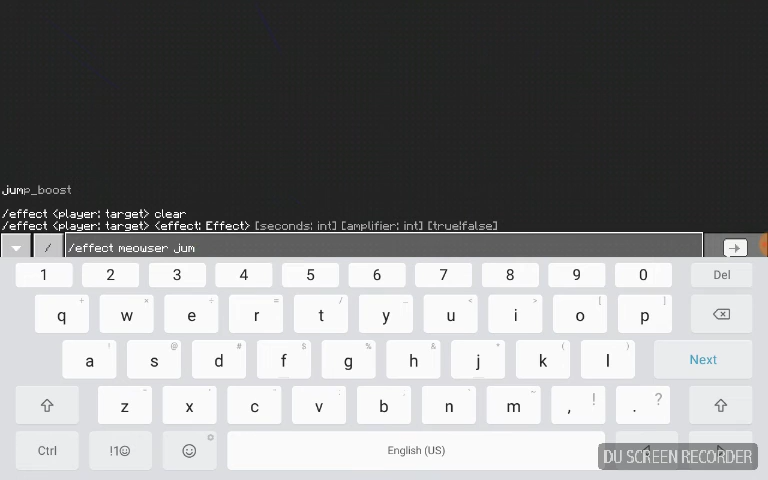 jump_boost
/effect <player: target> clear
/effect <player: target> <effect: Effect> [seconds: int] [amplifier: int] [true|false]
/ /effect meowser jum
1 2 3 4 5 6 7 8 9 0 Del
q w e r t y u i o p
a s d f g h j k l Next
z x c v b n m , ! . ?
Ctrl !1☺ English (US)
DU SCREEN RECORDER